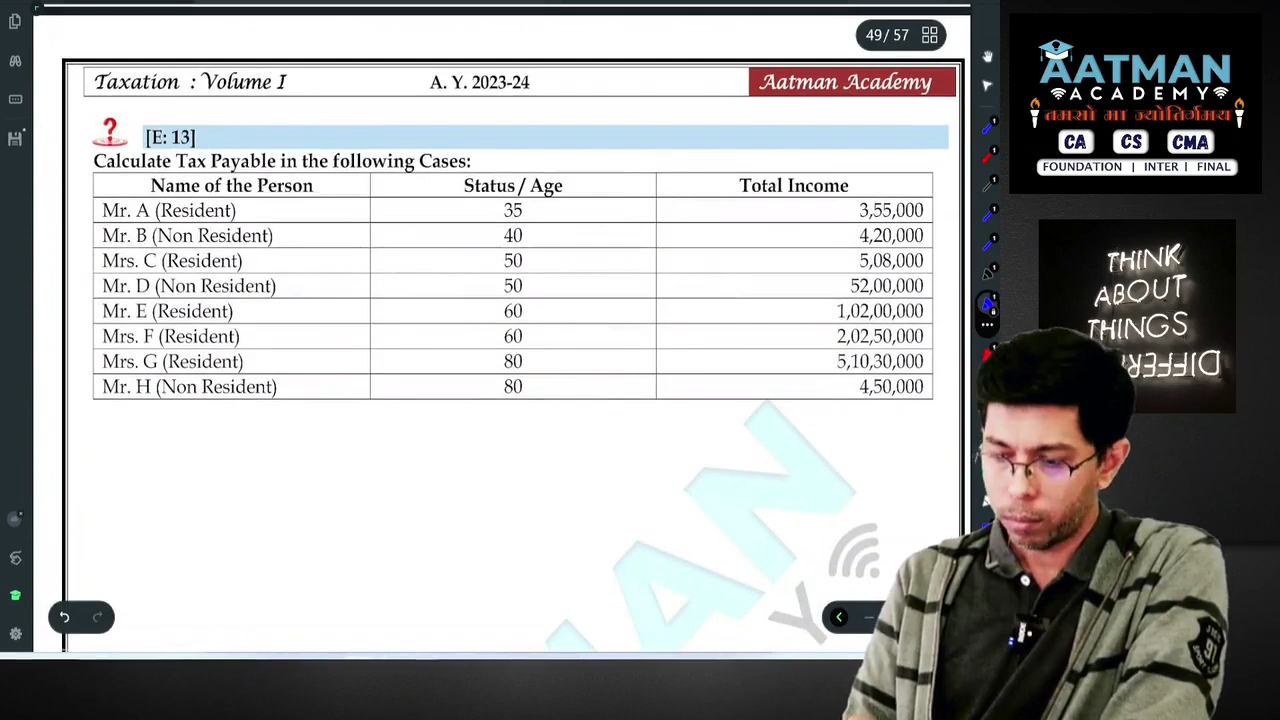 49/57
Taxation : Volume I A. Y. 2023-24 Aatman Academy
[E: 13]
Calculate Tax Payable in the following Cases:
Name of the Person Status / Age Total Income
Mr. A (Resident) 35 3,55,000
Mr. B (Non Resident) 40 4,20,000
Mrs. C (Resident) 50 5,08,000
Mr. D (Non Resident) 50 52,00,000
Mr. E (Resident) 60 1,02,00,000
Mrs. F (Resident) 60 2,02,50,000
Mrs. G (Resident) 80 5,10,30,000
Mr. H (Non Resident) 80 4,50,000
AATMAN
ACADEMY
तमसो मा ज्योतिर्गमय
CA CS CMA
FOUNDATION | INTER | FINAL
THINK
ABOUT
THINGS